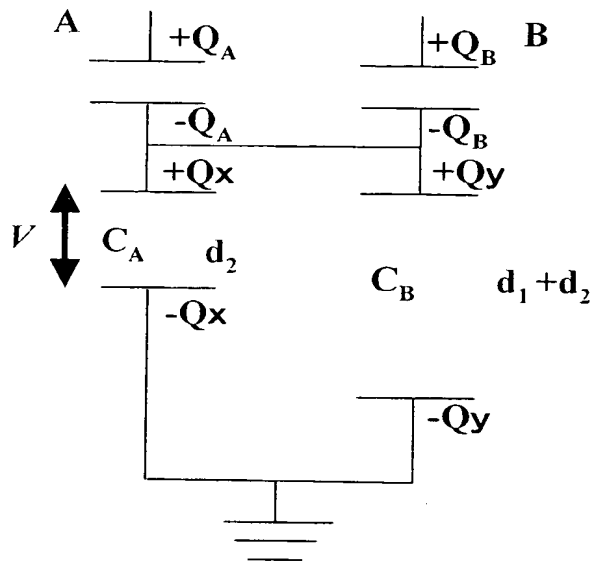 A +Q_A +Q_B B
-Q_A -Q_B
+Qx +Qy
V C_A d_2 C_B d_1+d_2
-Qx
-Qy